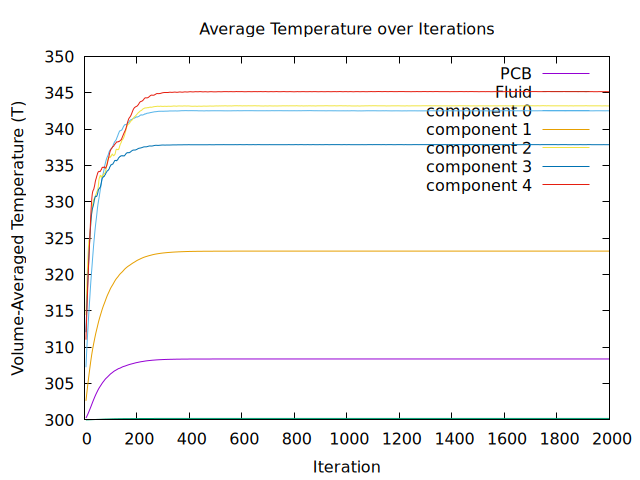 Average Temperature over Iterations
350
345
340
335
330
325
320
315
310
305
300
Volume-Averaged Temperature (T)
PCB
Fluid
component 0
component 1
component 2
component 3
component 4
0 200 400 600 800 1000 1200 1400 1600 1800 2000
Iteration